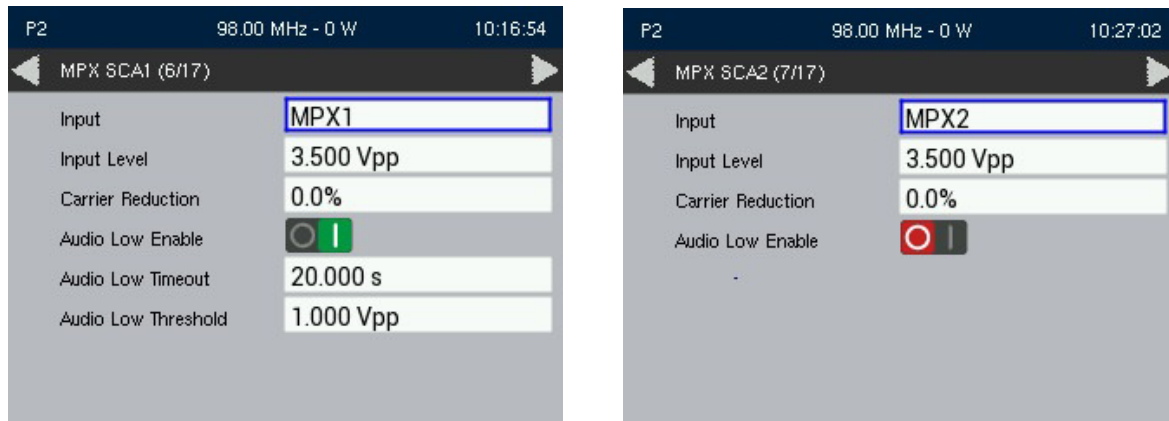 P2 98.00 MHz - 0 W 10:16:54
MPX SCA1 (6/17)
Input MPX1
Input Level 3.500 Vpp
Carrier Reduction 0.0%
Audio Low Enable
Audio Low Timeout 20.000 s
Audio Low Threshold 1.000 Vpp
P2 98.00 MHz - 0 W 10:27:02
MPX SCA2 (7/17)
Input MPX2
Input Level 3.500 Vpp
Carrier Reduction 0.0%
Audio Low Enable